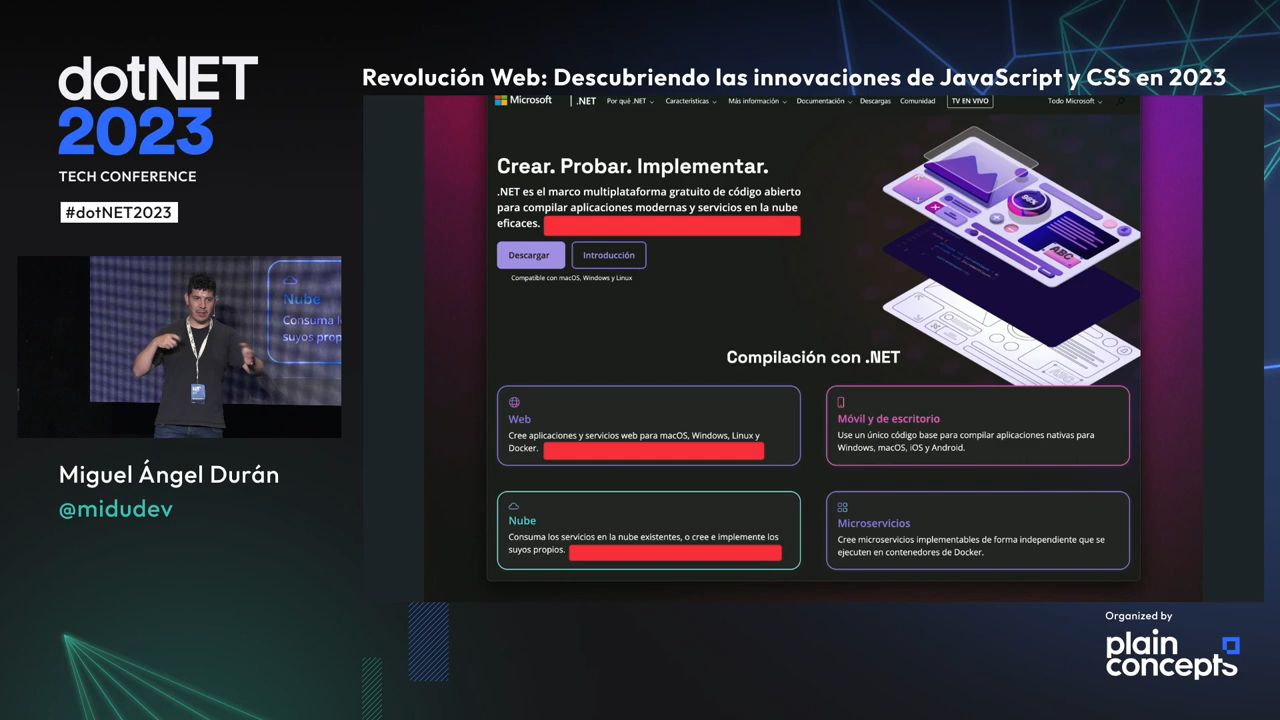 dotNET
2023
TECH CONFERENCE
#dotNET2023
Revolución Web: Descubriendo las innovaciones de JavaScript y CSS en 2023
Microsoft | .NET Por qué .NET Características Más información Documentación Descargas Comunidad TV EN VIVO Todo Microsoft
Crear. Probar. Implementar.
.NET es el marco multiplataforma gratuito de código abierto
para compilar aplicaciones modernas y servicios en la nube
eficaces.
Descargar Introducción
Compatible con macOS, Windows y Linux
96%
ABC
Compilación con .NET
Web
Cree aplicaciones y servicios web para macOS, Windows, Linux y
Docker.
Móvil y de escritorio
Use un único código base para compilar aplicaciones nativas para
Windows, macOS, iOS y Android.
Nube
Consuma los servicios en la nube existentes, o cree e implemente los
suyos propios.
Microservicios
Cree microservicios implementables de forma independiente que se
ejecuten en contenedores de Docker.
Nube
Consuma l
suyos prop
Miguel Ángel Durán
@midudev
Organized by
plain
concepts